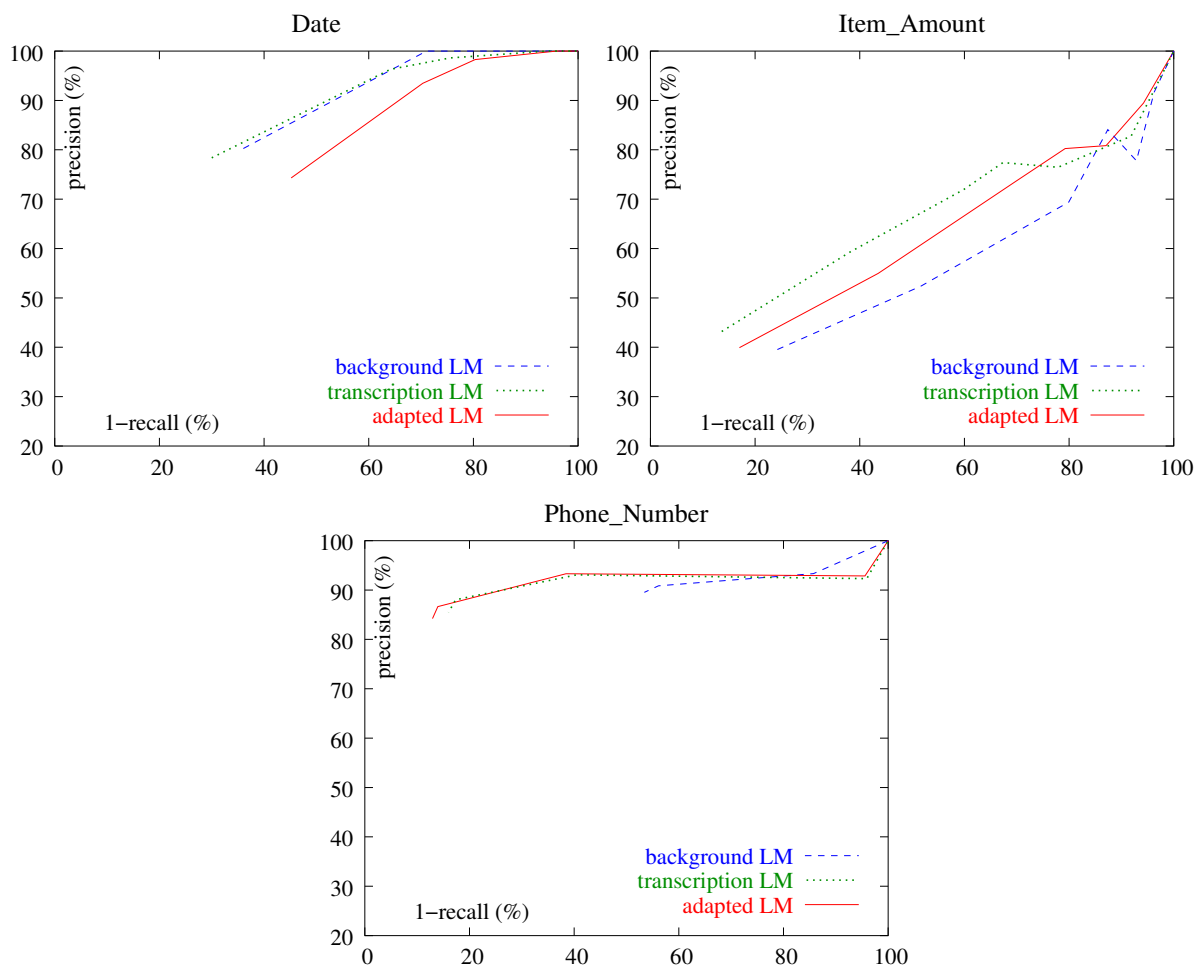 Date
precision (%)
100
90
80
70
60
50
40
30
20
background LM
transcription LM
adapted LM
1−recall (%)
0 20 40 60 80 100
Item_Amount
precision (%)
100
90
80
70
60
50
40
30
20
background LM
transcription LM
adapted LM
1−recall (%)
0 20 40 60 80 100
Phone_Number
precision (%)
100
90
80
70
60
50
40
30
20
background LM
transcription LM
adapted LM
1−recall (%)
0 20 40 60 80 100